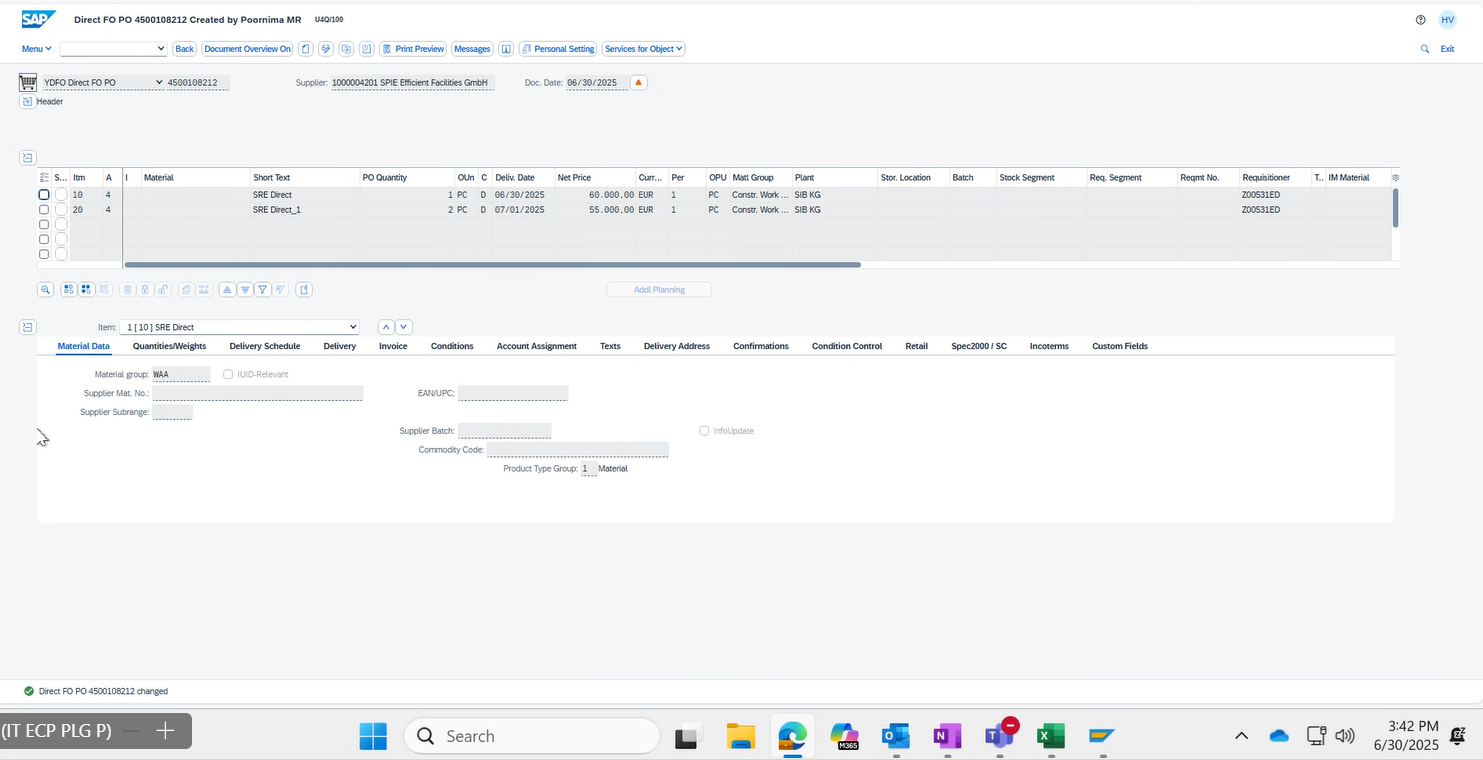 SAP Direct FO PO 4500108212 Created by Poornima MR U4Q/100 HV
Menu Back Document Overview On Print Preview Messages Personal Setting Services for Object Exit
YDFO Direct FO PO 4500108212 Supplier: 1000004201 SPIE Efficient Facilities GmbH Doc. Date: 06/30/2025
Header
S... Itm A I Material Short Text PO Quantity OUn C Deliv. Date Net Price Curr... Per OPU Matl Group Plant Stor. Location Batch Stock Segment Req. Segment Reqmt No. Requisitioner T.. IM Material
10 4 SRE Direct 1 PC D 06/30/2025 60.000.00 EUR 1 PC Constr. Work ... SIB KG Z00531ED
20 4 SRE Direct_1 2 PC D 07/01/2025 55.000.00 EUR 1 PC Constr. Work ... SIB KG Z00531ED
Addl Planning
Item: 1 [ 10 ] SRE Direct
Material Data Quantities/Weights Delivery Schedule Delivery Invoice Conditions Account Assignment Texts Delivery Address Confirmations Condition Control Retail Spec2000 / SC Incoterms Custom Fields
Material group: WAA IUID-Relevant
Supplier Mat. No.: EAN/UPC:
Supplier Subrange:
Supplier Batch: InfoUpdate
Commodity Code:
Product Type Group: 1 Material
Direct FO PO 4500108212 changed
(IT ECP PLG P)
Search
M365
3:42 PM
6/30/2025